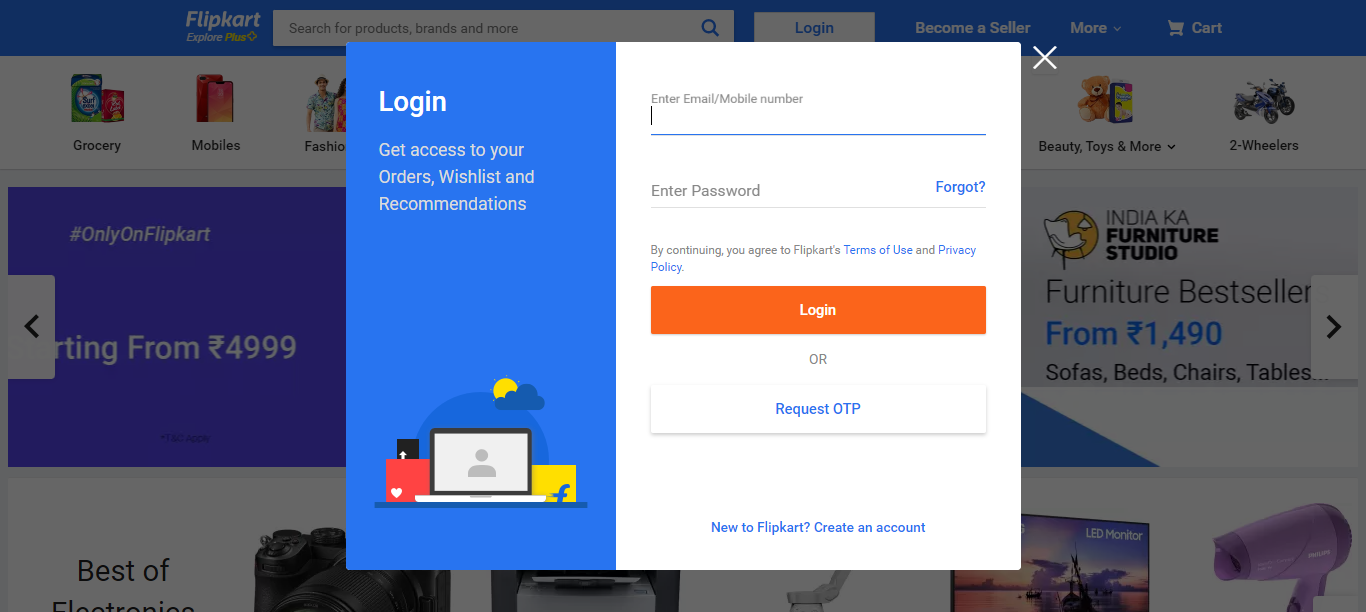 Flipkart
Explore Plus
Search for products, brands and more
Login
Become a Seller
More
Cart
Grocery
Mobiles
Fashio
Beauty, Toys & More
2-Wheelers
Login
Get access to your
Orders, Wishlist and
Recommendations
Enter Email/Mobile number
Enter Password
Forgot?
By continuing, you agree to Flipkart's Terms of Use and Privacy
Policy.
Login
OR
Request OTP
New to Flipkart? Create an account
#OnlyOnFlipkart
rting From ₹4999
*T&C Apply
INDIA KA
FURNITURE
STUDIO
Furniture Bestseller
From ₹1,490
Sofas, Beds, Chairs, Tables...
Best of
Electronics
LED Monitor
PHILIPS